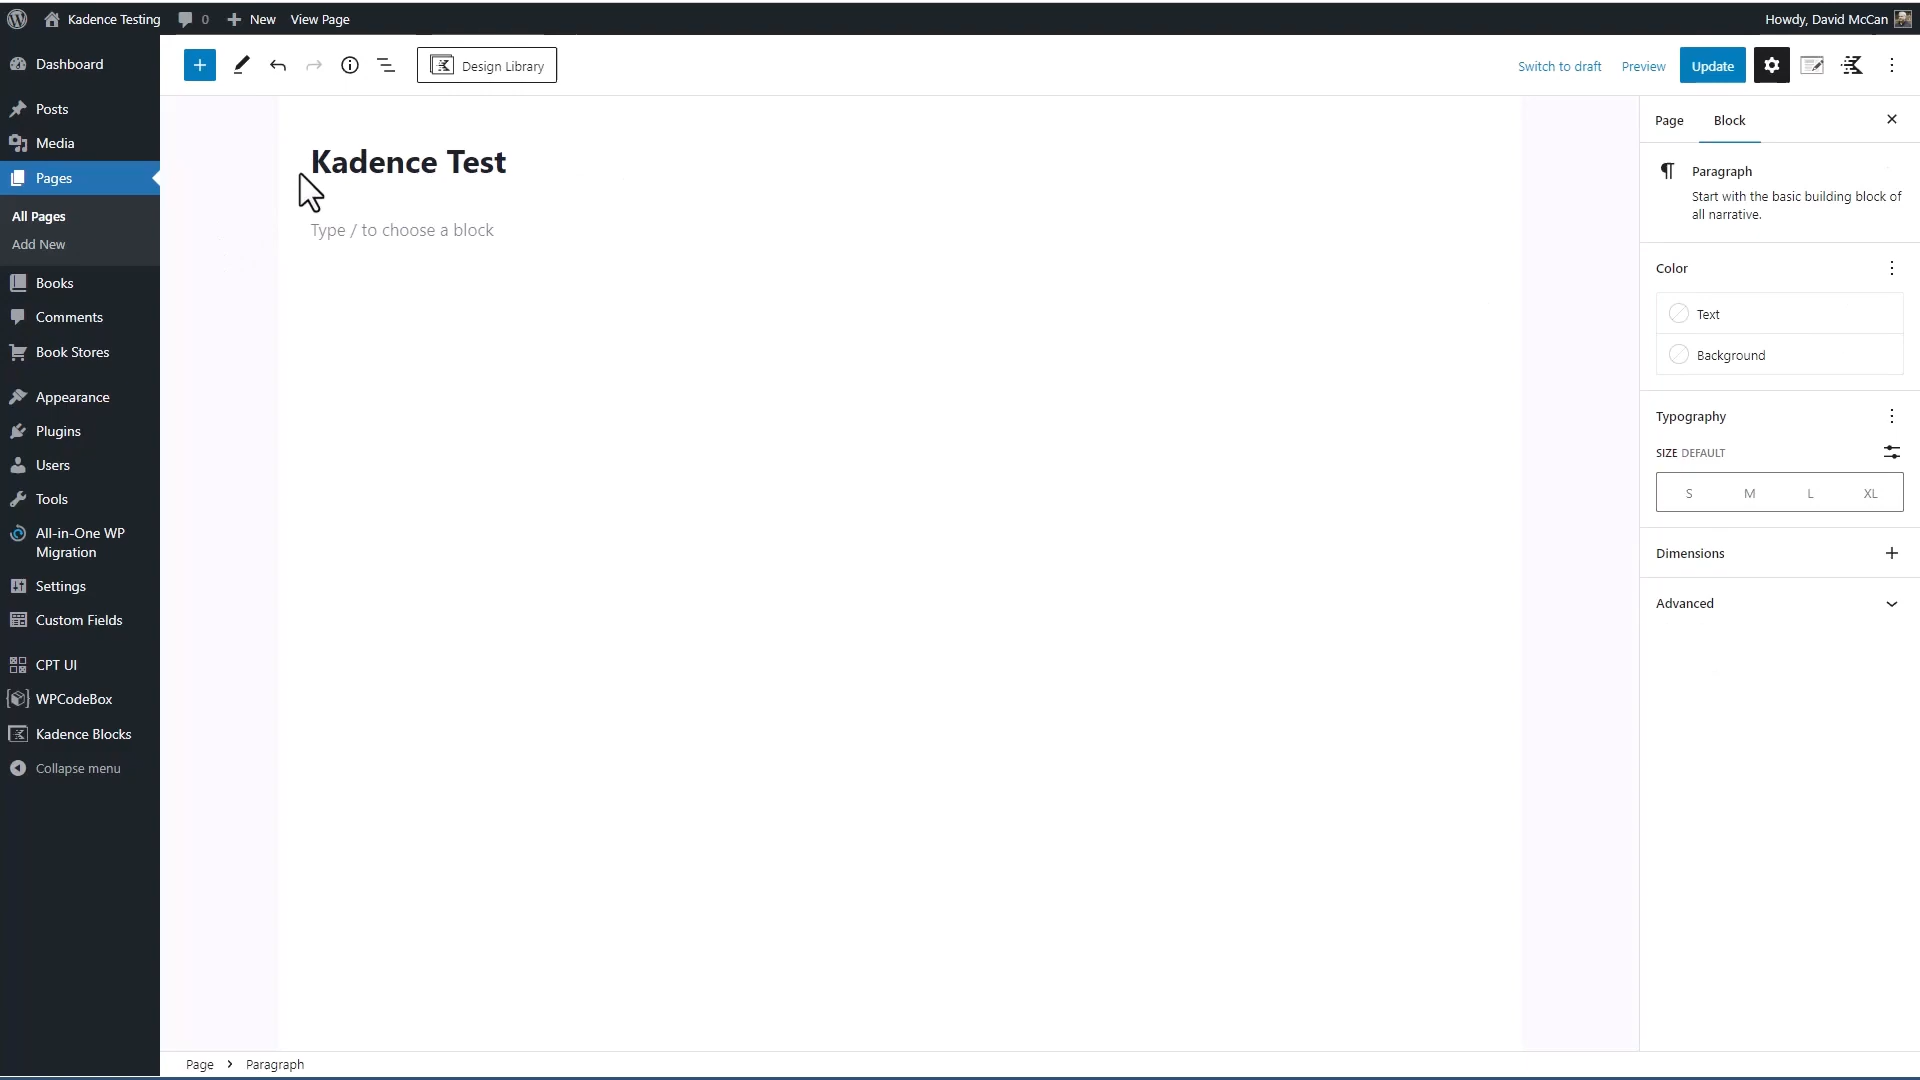 Kadence Testing
0
New
View Page
Howdy, David McCan
Dashboard
Posts
Media
Pages
All Pages
Add New
Books
Comments
Book Stores
Appearance
Plugins
Users
Tools
All-in-One WP
Migration
Settings
Custom Fields
CPT UI
WPCodeBox
Kadence Blocks
Collapse menu
Design Library
Switch to draft
Preview
Update
Kadence Test
Type / to choose a block
Page
Block
Paragraph
Start with the basic building block of
all narrative.
Color
Text
Background
Typography
SIZE DEFAULT
S M L XL
Dimensions
Advanced
Page > Paragraph